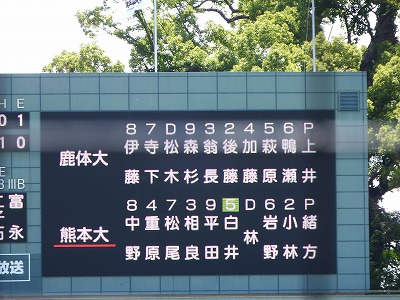 H E
0 1
1 0
8 7 D 9 3 2 4 5 6 P
伊 寺 松 森 翁 後 加 萩 鴨 上
鹿体大
藤 下 木 杉 長 藤 藤 原 瀬 井
8 4 7 3 9 5 D 6 2 P
中 重 松 相 平 白 林 岩 小 緒
熊本大
野 原 尾 良 田 井 野 林 方
ⅢB
富
永
放送